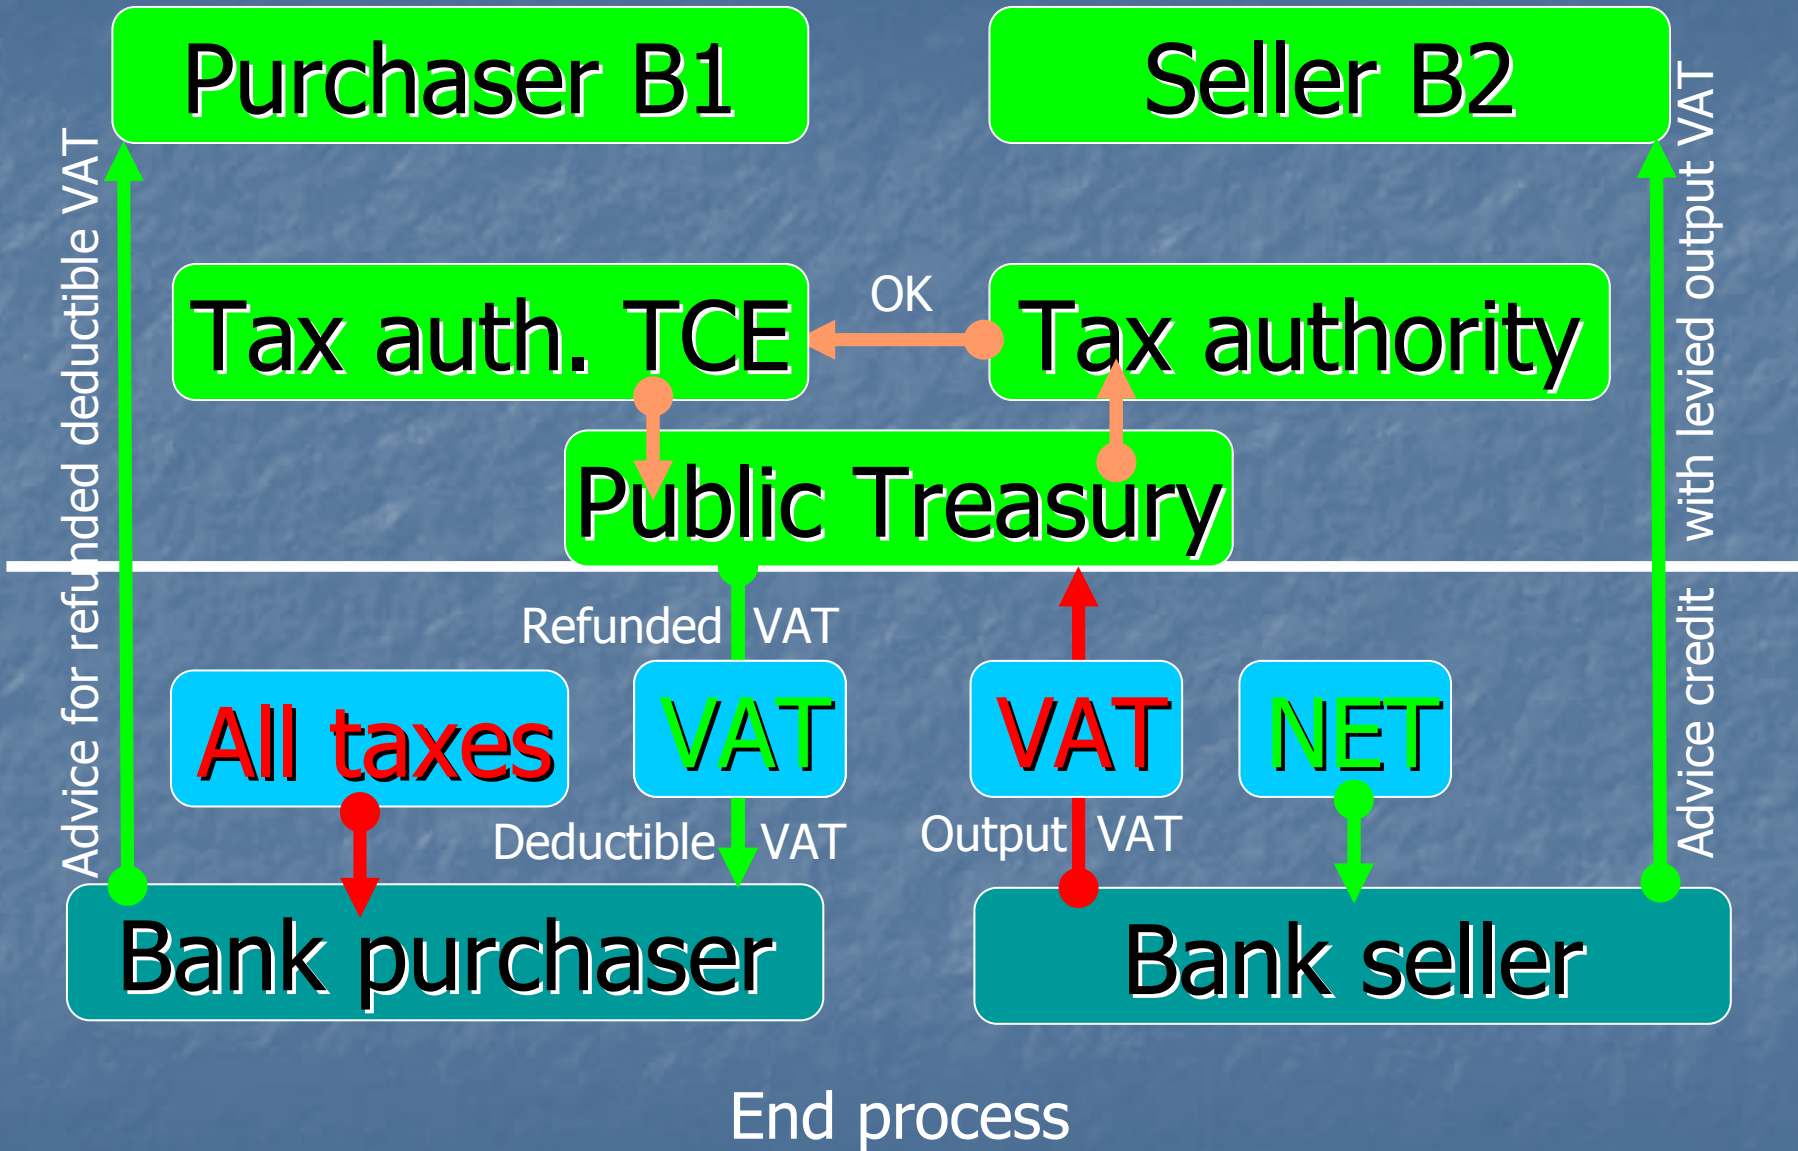 Purchaser B1
Seller B2
Advice for refunded deductible VAT
Advice credit with levied output VAT
Tax auth. TCE
OK
Tax authority
Public Treasury
Refunded VAT
All taxes
VAT
VAT
NET
Deductible VAT
Output VAT
Bank purchaser
Bank seller
End process